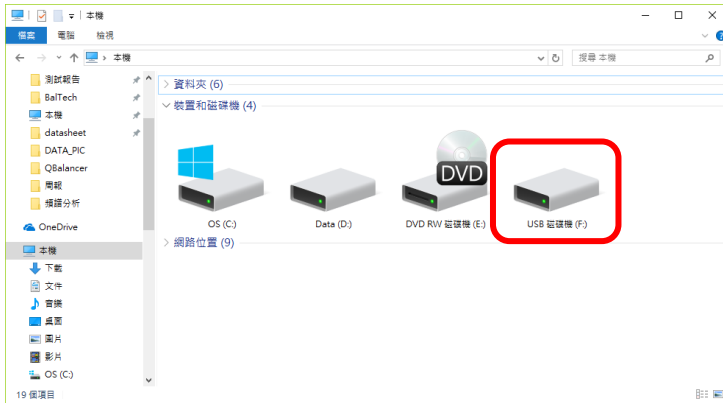 本機
檔案 電腦 檢視
本機
搜尋 本機
測試報告
BalTech
本機
datasheet
DATA_PIC
QBalancer
周報
頻譜分析
OneDrive
本機
下載
文件
音樂
桌面
圖片
影片
OS (C:)
資料夾 (6)
裝置和磁碟機 (4)
DVD
OS (C:)
Data (D:)
DVD RW 磁碟機 (E:)
USB 磁碟機 (F:)
網路位置 (9)
19 個項目